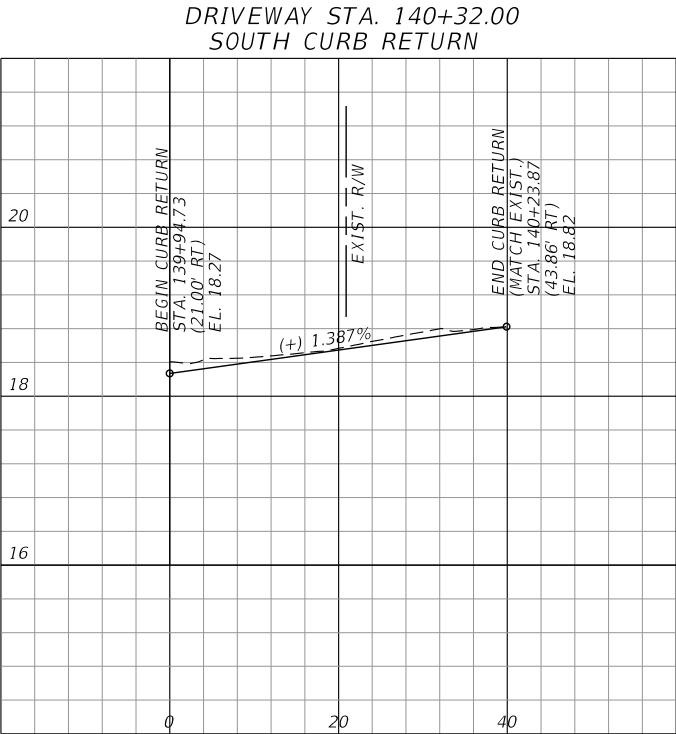 DRIVEWAY STA. 140+32.00
SOUTH CURB RETURN
BEGIN CURB RETURN
STA. 139+94.73
(21.00' RT)
EL. 18.27
EXIST. R/W
END CURB RETURN
(MATCH EXIST.)
STA. 140+23.87
(43.86' RT)
EL. 18.82
20
(+) 1.387%
18
16
0 20 40